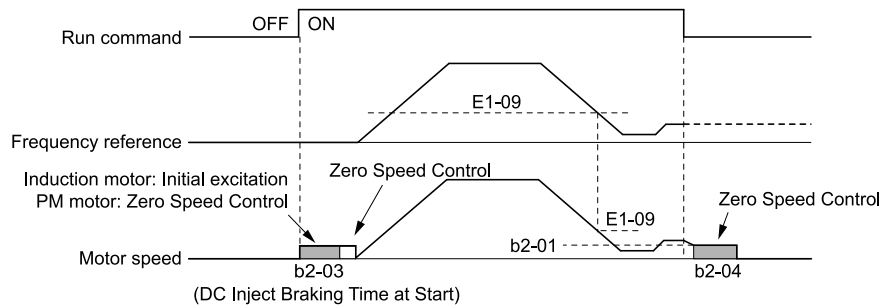 OFF ON
Run command
E1-09
Frequency reference
Induction motor: Initial excitation
PM motor: Zero Speed Control
Zero Speed Control
Zero Speed Control
E1-09
b2-01
Motor speed
b2-03
b2-04
(DC Inject Braking Time at Start)